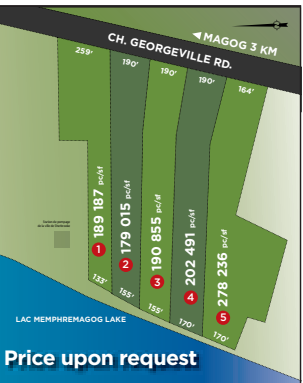 ◄ MAGOG 3 KM
CH. GEORGEVILLE RD.
259'
190'
190'
190'
164'
1 189 187 pc/sf
2 179 015 pc/sf
3 190 855 pc/sf
4 202 491 pc/sf
5 278 236 pc/sf
133'
155'
155'
170'
170'
LAC MEMPHREMAGOG LAKE
Price upon request